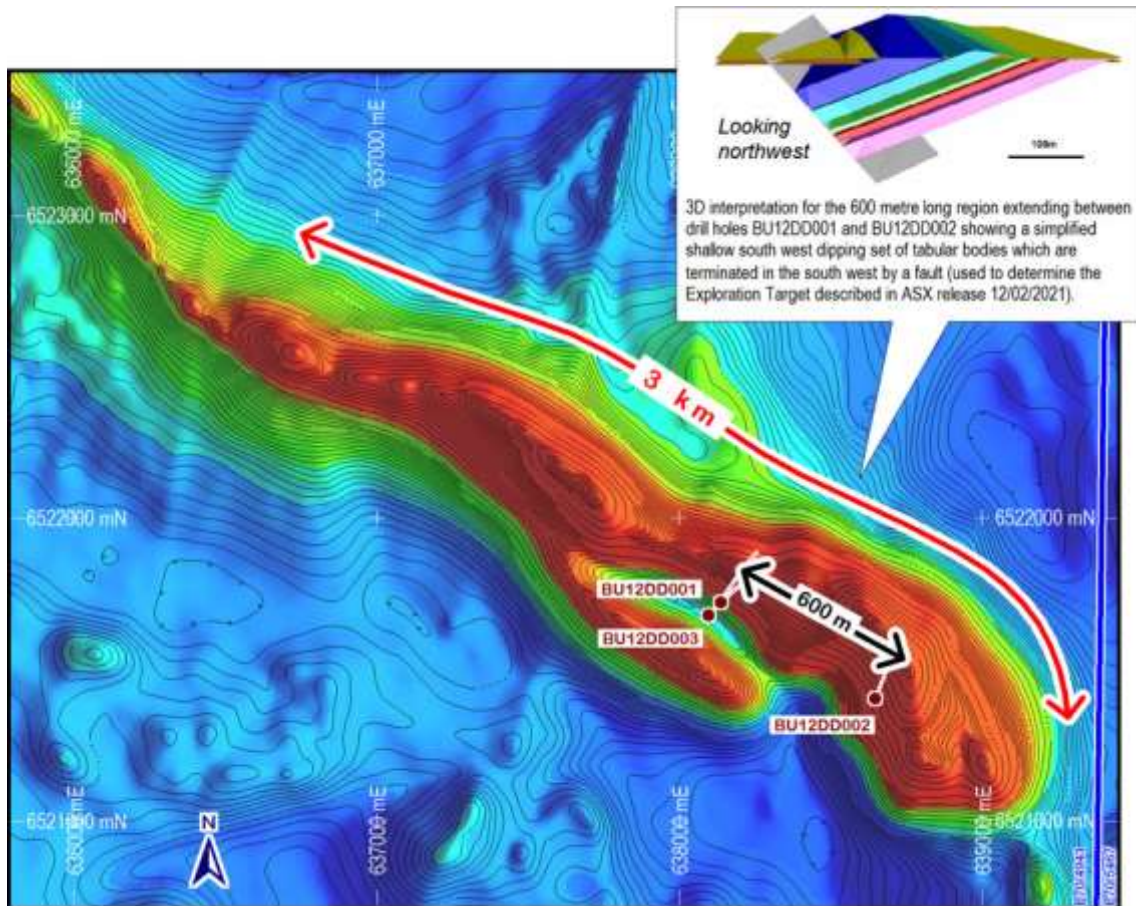 Looking
northwest
100m
3D interpretation for the 600 metre long region extending between
drill holes BU12DD001 and BU12DD002 showing a simplified
shallow south west dipping set of tabular bodies which are
terminated in the south west by a fault (used to determine the
Exploration Target described in ASX release 12/02/2021).
636000 mE
637000 mE
6523000 mN
3 km
6522000 mN
6522000 mN
BU12DD001
600 m
BU12DD003
BU12DD002
636000 mE
637000 mE
638000 mE
639000 mE
6521000 mN
6521000 mN
N